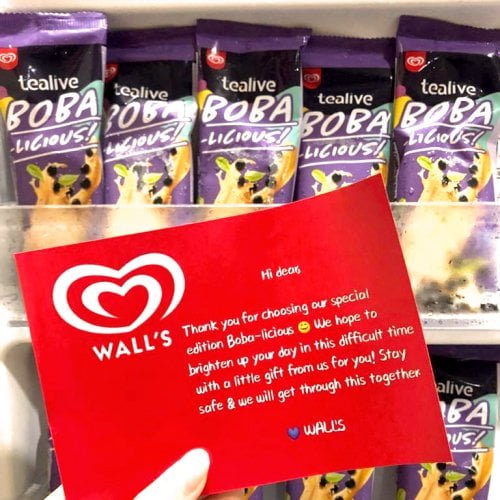 tealive
BOBA
-LICIOUS!
tealive
BOBA
-LICIOUS!
tealive
BOBA
-LICIOUS!
tealive
BOBA
-LICIOUS!
tealive
BOBA
-LICIOUS!
WALL'S
Hi dear,
Thank you for choosing our special
edition Boba-licious 😊 We hope to
brighten up your day in this difficult time
with a little gift from us for you! Stay
safe & we will get through this together.
💜 WALL'S
alive
BOBA
OUS!